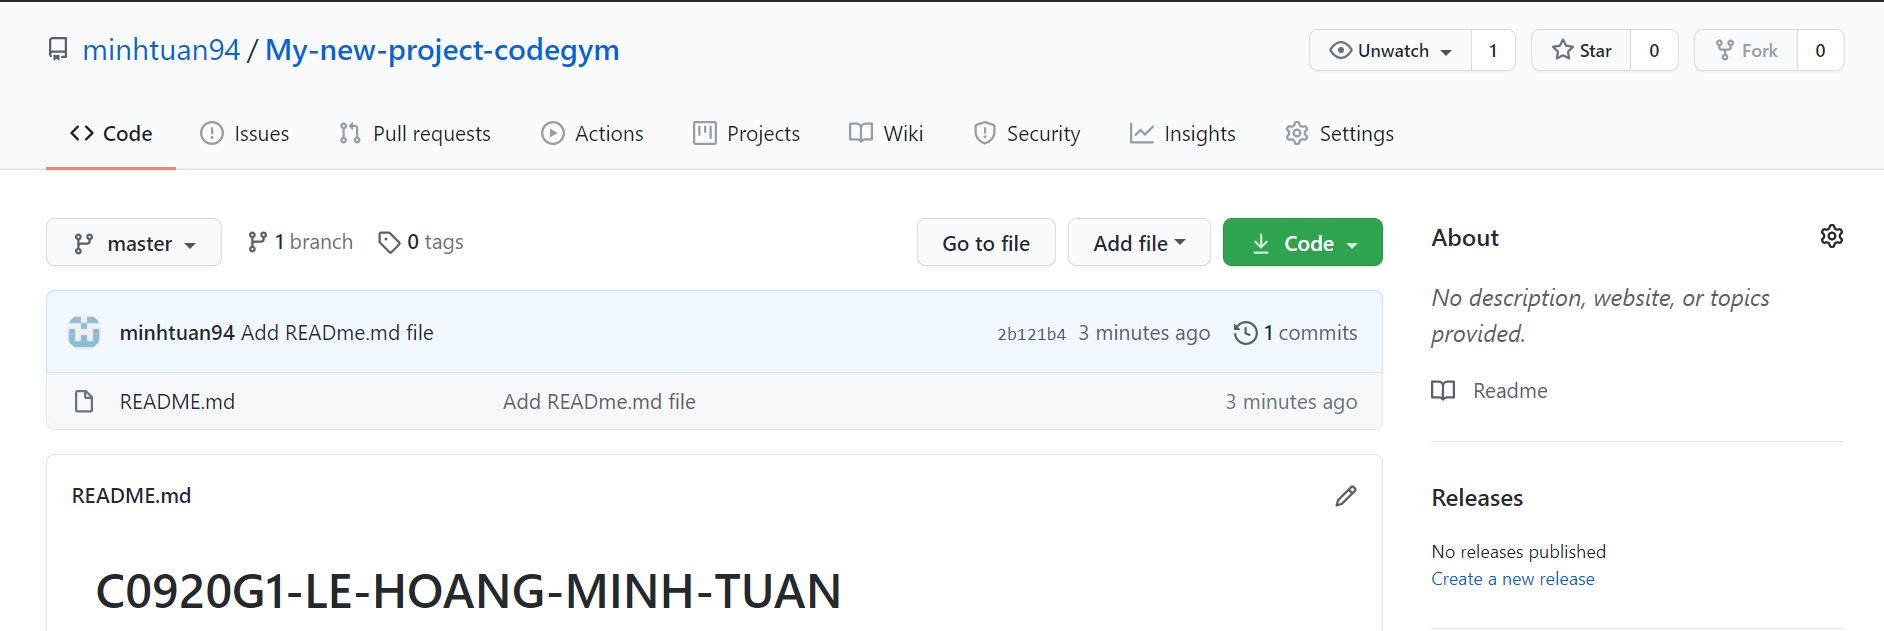 minhtuan94 / My-new-project-codegym
Unwatch 1 Star 0 Fork 0
Code Issues Pull requests Actions Projects Wiki Security Insights Settings
master 1 branch 0 tags Go to file Add file Code
minhtuan94 Add READme.md file 2b121b4 3 minutes ago 1 commits
README.md Add READme.md file 3 minutes ago
README.md
C0920G1-LE-HOANG-MINH-TUAN
About
No description, website, or topics
provided.
Readme
Releases
No releases published
Create a new release